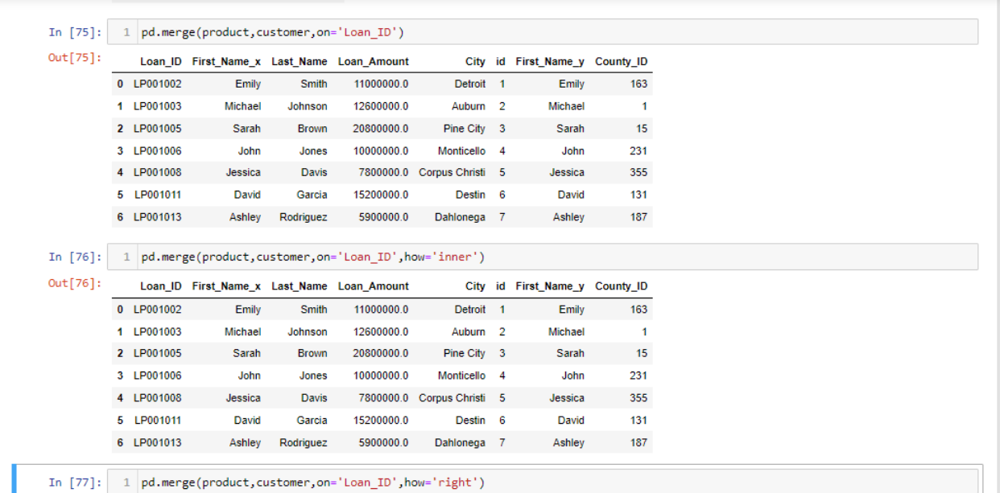 In [75]: 1 pd.merge(product,customer,on='Loan_ID')
Out[75]:
Loan_ID First_Name_x Last_Name Loan_Amount City id First_Name_y County_ID
0 LP001002 Emily Smith 11000000.0 Detroit 1 Emily 163
1 LP001003 Michael Johnson 12600000.0 Auburn 2 Michael 1
2 LP001005 Sarah Brown 20800000.0 Pine City 3 Sarah 15
3 LP001006 John Jones 10000000.0 Monticello 4 John 231
4 LP001008 Jessica Davis 7800000.0 Corpus Christi 5 Jessica 355
5 LP001011 David Garcia 15200000.0 Destin 6 David 131
6 LP001013 Ashley Rodriguez 5900000.0 Dahlonega 7 Ashley 187
In [76]: 1 pd.merge(product,customer,on='Loan_ID',how='inner')
Out[76]:
Loan_ID First_Name_x Last_Name Loan_Amount City id First_Name_y County_ID
0 LP001002 Emily Smith 11000000.0 Detroit 1 Emily 163
1 LP001003 Michael Johnson 12600000.0 Auburn 2 Michael 1
2 LP001005 Sarah Brown 20800000.0 Pine City 3 Sarah 15
3 LP001006 John Jones 10000000.0 Monticello 4 John 231
4 LP001008 Jessica Davis 7800000.0 Corpus Christi 5 Jessica 355
5 LP001011 David Garcia 15200000.0 Destin 6 David 131
6 LP001013 Ashley Rodriguez 5900000.0 Dahlonega 7 Ashley 187
In [77]: 1 pd.merge(product,customer,on='Loan_ID',how='right')